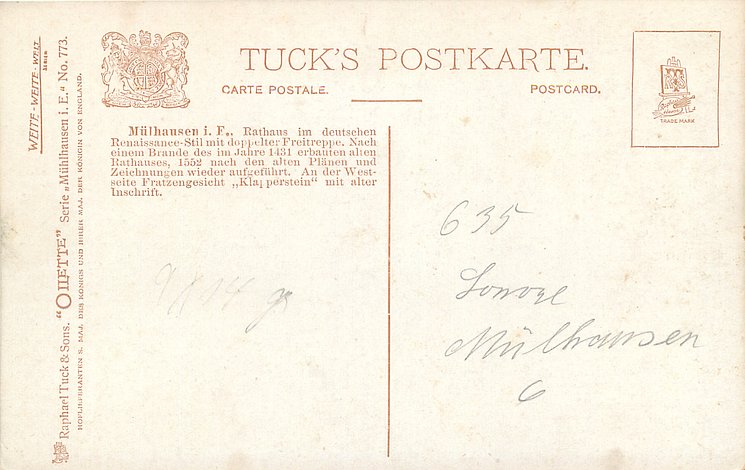 TUCK'S POSTKARTE.
CARTE POSTALE.
POSTCARD.
TRADE MARK
Mülhausen i. E. Rathaus im deutschen
Renaissance-Stil mit doppelter Freitreppe. Nach
einem Brande des im Jahre 1431 erbauten alten
Rathauses, 1552 nach den alten Plänen und
Zeichnungen wieder aufgeführt. An der West-
seite Fratzengesicht „Klapperstein" mit alter
Inschrift.
WEITE-WEITE-WELT
Raphael Tuck & Sons. "OILETTE" Serie „Mühlhausen i. E." No. 773.
HOFLIEFERANTEN S. MAJ. DES KÖNIGS UND IHRER MAJ. DER KÖNIGIN VON ENGLAND.
635
Mülhausen
6